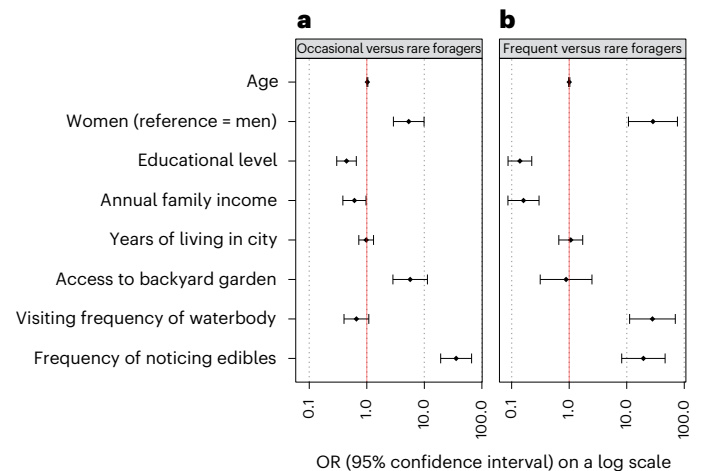 a
b
Occasional versus rare foragers
Frequent versus rare foragers
Age
Women (reference = men)
Educational level
Annual family income
Years of living in city
Access to backyard garden
Visiting frequency of waterbody
Frequency of noticing edibles
0.1
1.0
10.0
100.0
0.1
1.0
10.0
100.0
OR (95% confidence interval) on a log scale